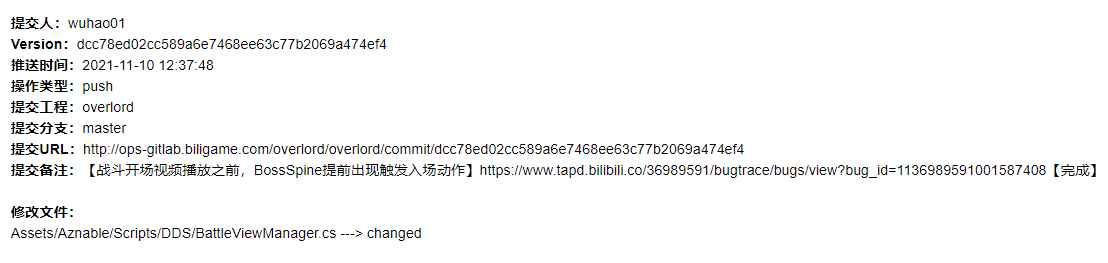 提交人：wuhao01
Version：dcc78ed02cc589a6e7468ee63c77b2069a474ef4
推送时间：2021-11-10 12:37:48
操作类型：push
提交工程：overlord
提交分支：master
提交URL：http://ops-gitlab.biligame.com/overlord/overlord/commit/dcc78ed02cc589a6e7468ee63c77b2069a474ef4
提交备注：【战斗开场视频播放之前，BossSpine提前出现触发入场动作】https://www.tapd.bilibili.co/36989591/bugtrace/bugs/view?bug_id=1136989591001587408【完成】
修改文件：
Assets/Aznable/Scripts/DDS/BattleViewManager.cs ---> changed